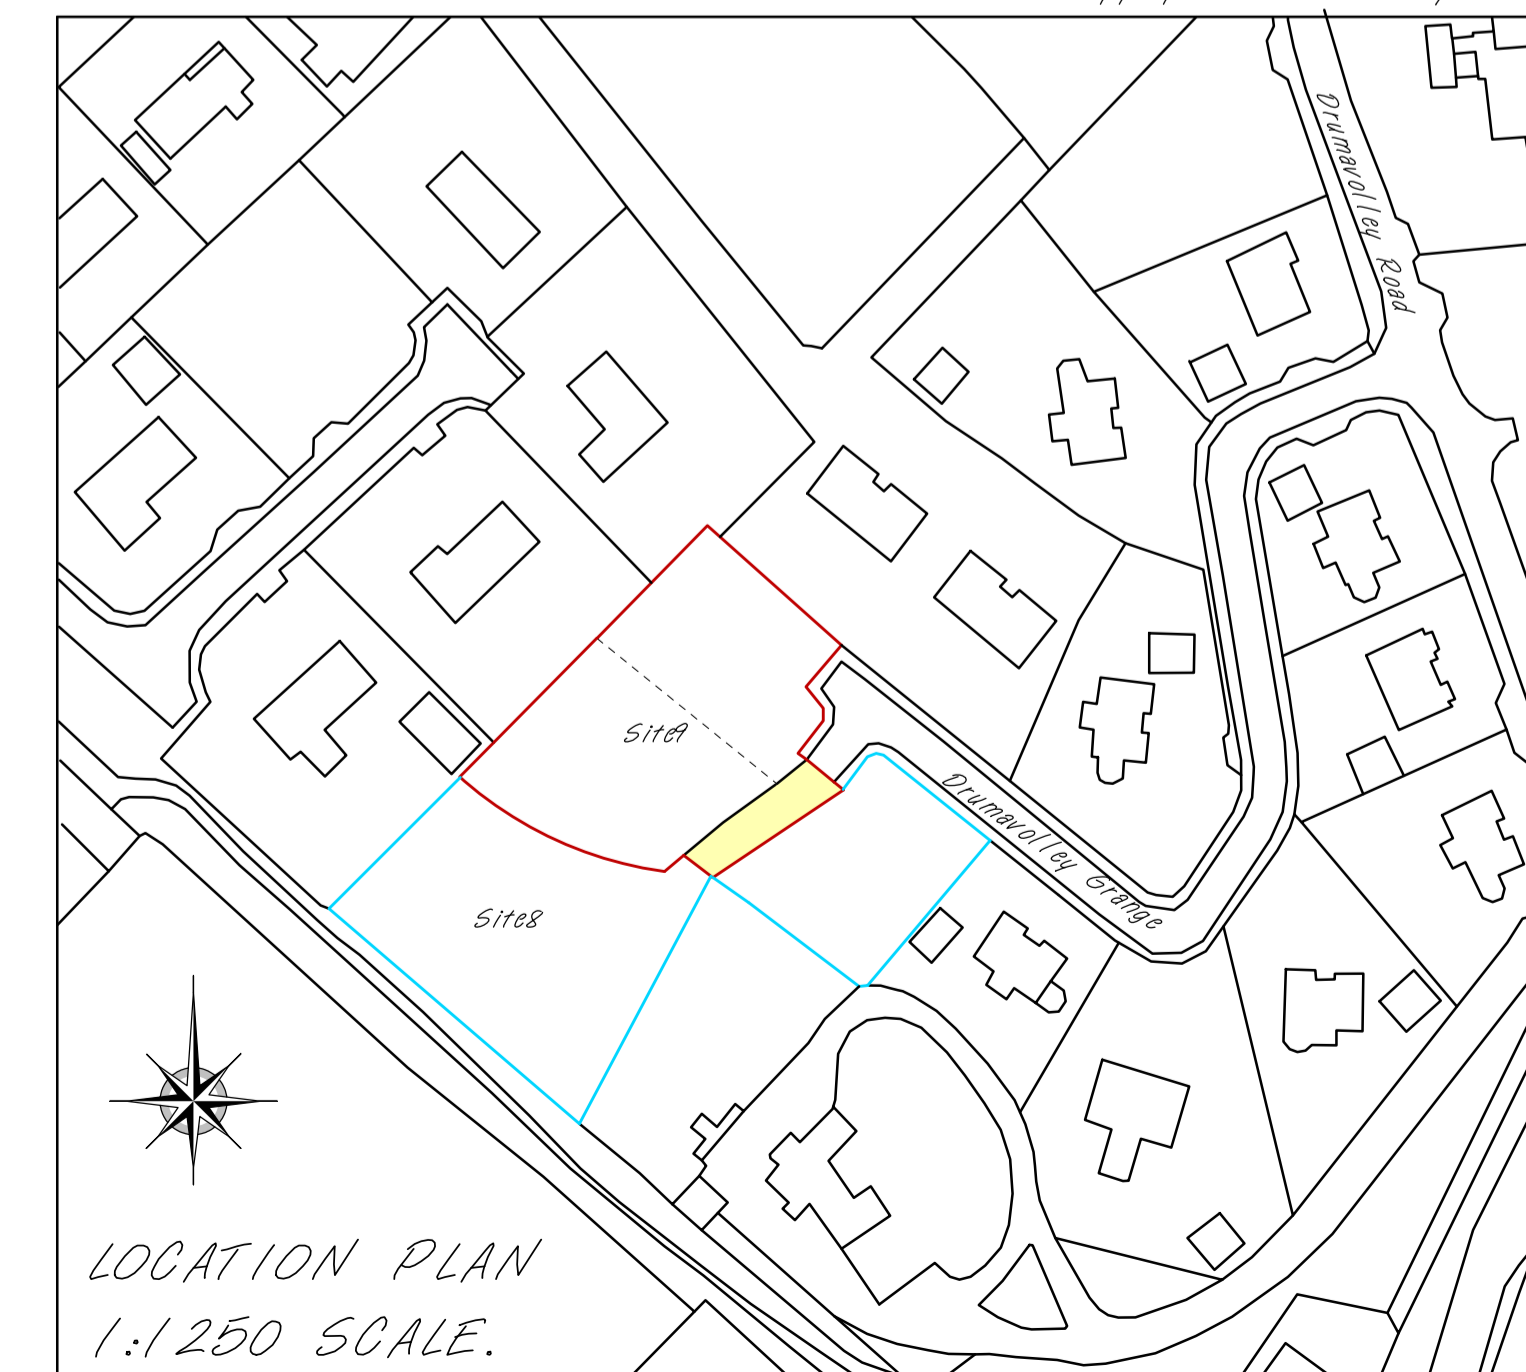 Drumavolley Road
Site9
Drumavolley Grange
Site8
LOCATION PLAN
1:1250 SCALE.